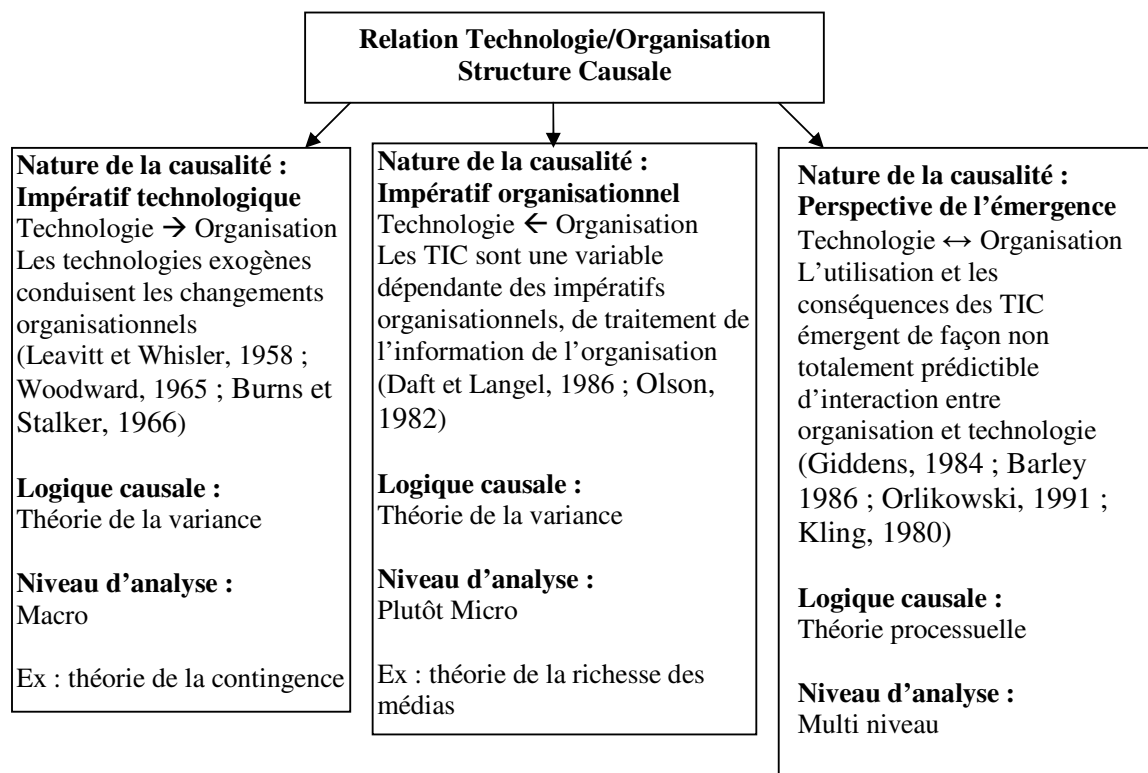 Relation Technologie/Organisation
Structure Causale
Nature de la causalité :
Impératif technologique
Technologie → Organisation
Les technologies exogènes
conduisent les changements
organisationnels
(Leavitt et Whisler, 1958 ;
Woodward, 1965 ; Burns et
Stalker, 1966)
Logique causale :
Théorie de la variance
Niveau d’analyse :
Macro
Ex : théorie de la contingence
Nature de la causalité :
Impératif organisationnel
Technologie ← Organisation
Les TIC sont une variable
dépendante des impératifs
organisationnels, de traitement de
l’information de l’organisation
(Daft et Langel, 1986 ; Olson,
1982)
Logique causale :
Théorie de la variance
Niveau d’analyse :
Plutôt Micro
Ex : théorie de la richesse des
médias
Nature de la causalité :
Perspective de l’émergence
Technologie ↔ Organisation
L’utilisation et les
conséquences des TIC
émergent de façon non
totalement prédictible
d’interaction entre
organisation et technologie
(Giddens, 1984 ; Barley
1986 ; Orlikowski, 1991 ;
Kling, 1980)
Logique causale :
Théorie processuelle
Niveau d’analyse :
Multi niveau